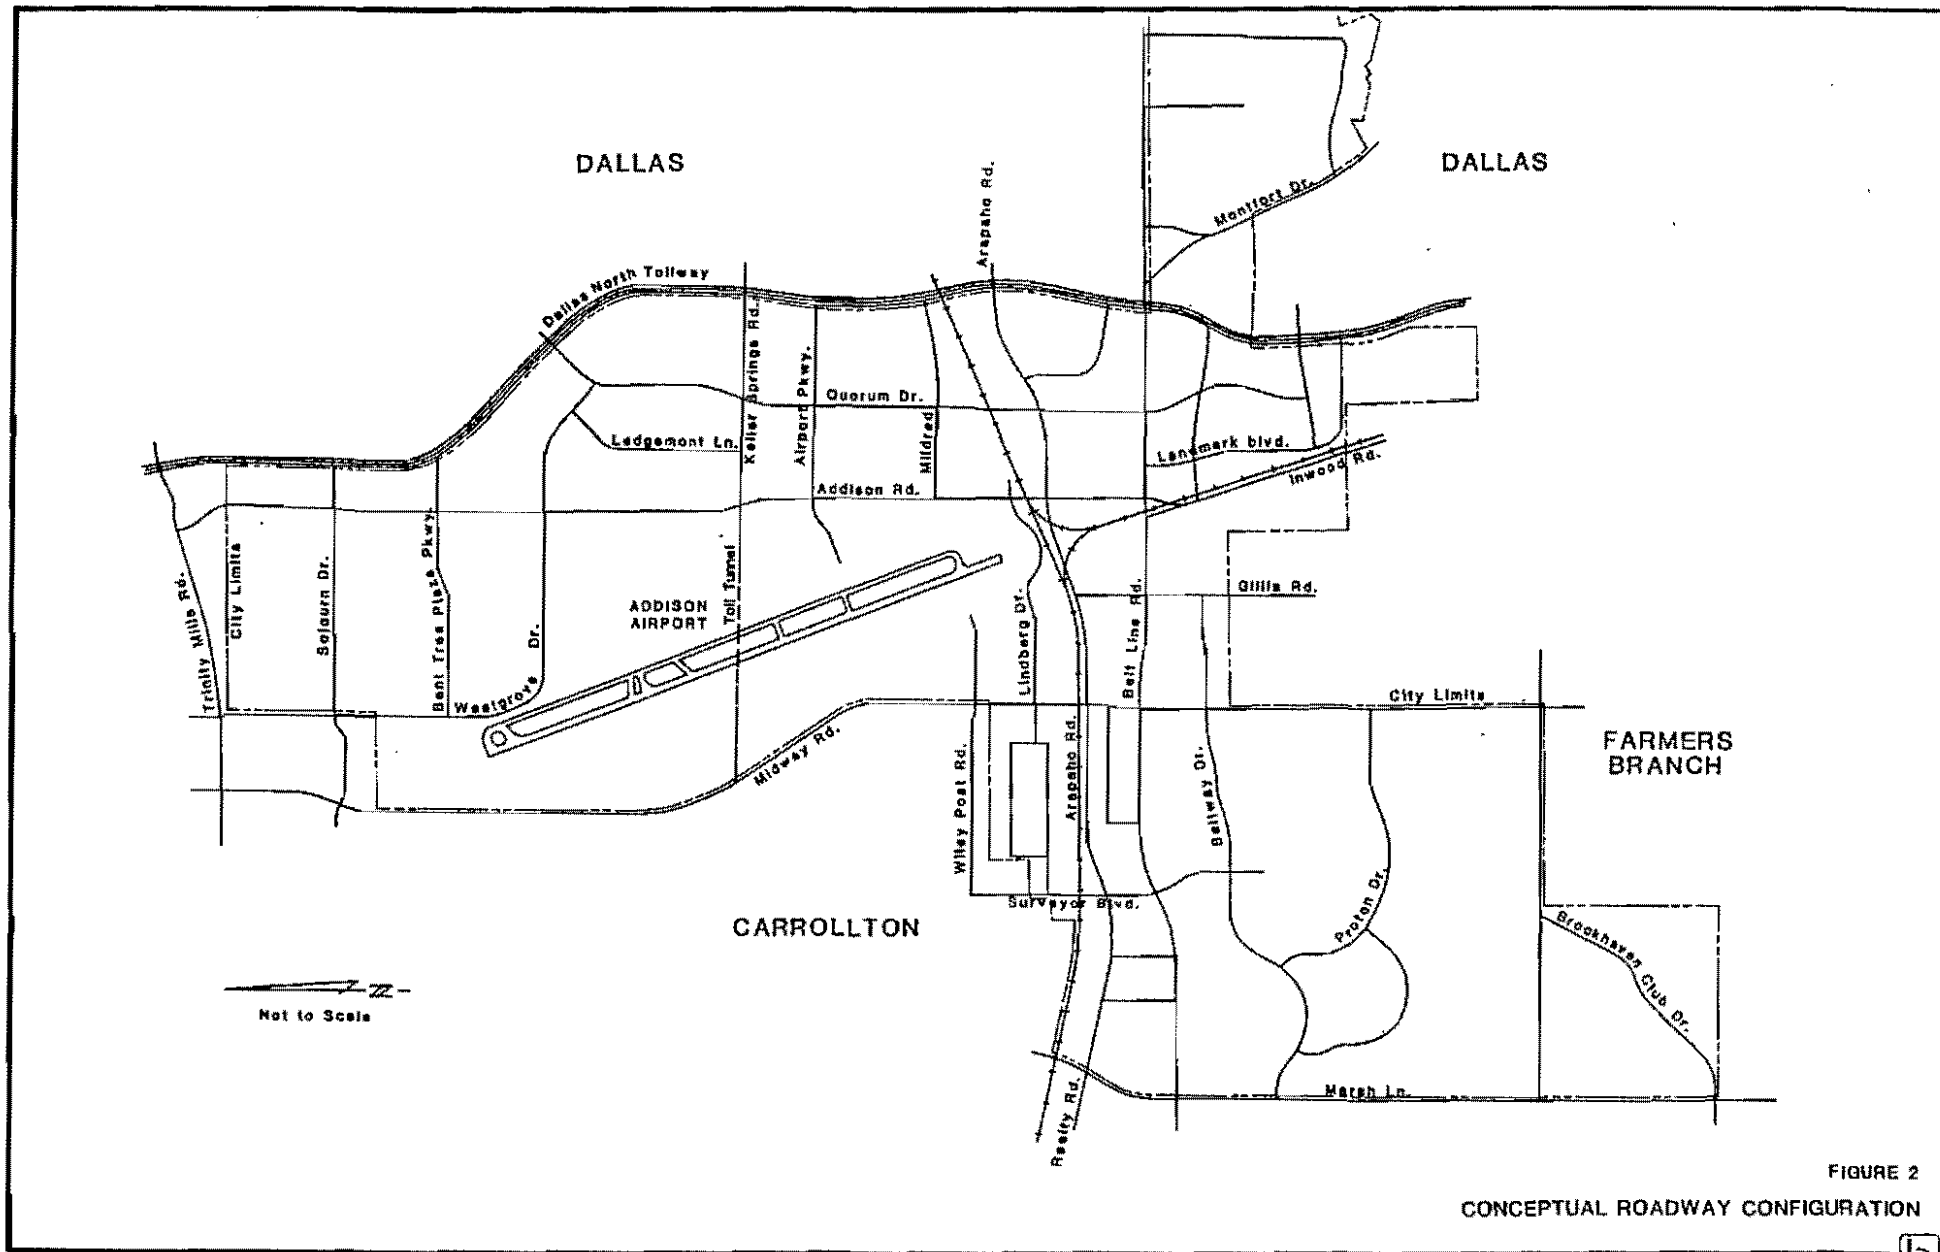 DALLAS
DALLAS
Arapaho Rd.
Montfort Dr.
Dallas North Tollway
Keller Springs Rd.
Airport Pkwy.
Quorum Dr.
Mildred
Ledgemont Ln.
Landmark blvd.
Inwood Rd.
Addison Rd.
Trinity Mills Rd.
City Limits
Sojourn Dr.
Bent Tree Plaza Pkwy.
Westgrove Dr.
ADDISON
AIRPORT
Toll Tunnel
Lindberg Dr.
Belt Line Rd.
Gillis Rd.
City Limits
Midway Rd.
Wiley Post Rd.
Arapaho Rd.
Beltway Dr.
FARMERS
BRANCH
Proton Dr.
Surveyor Blvd.
Brookhaven Club Dr.
CARROLLTON
Not to Scale
Marsh Ln.
Realty Rd.
FIGURE 2
CONCEPTUAL ROADWAY CONFIGURATION